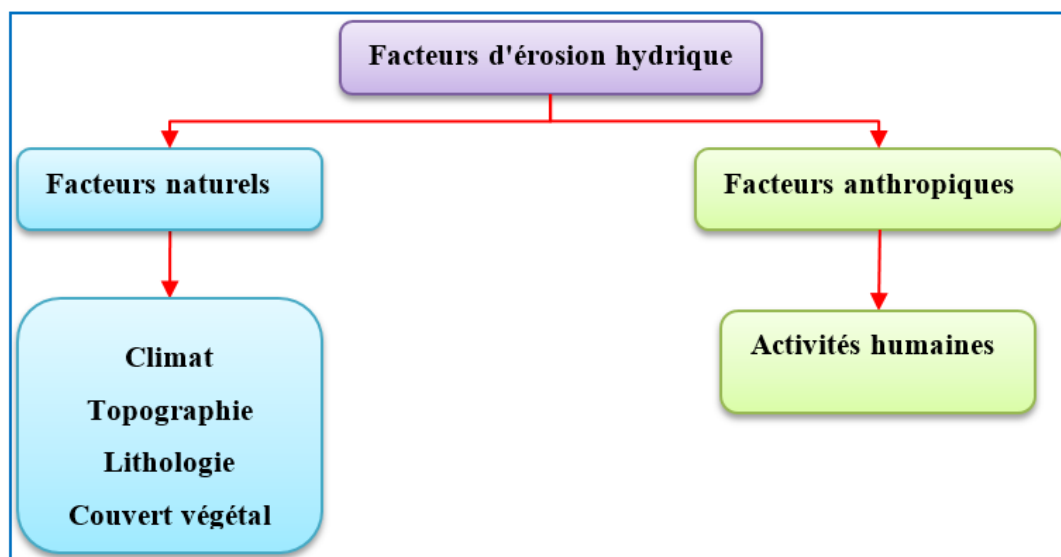 Facteurs d'érosion hydrique
Facteurs naturels
Facteurs anthropiques
Climat
Topographie
Lithologie
Couvert végétal
Activités humaines